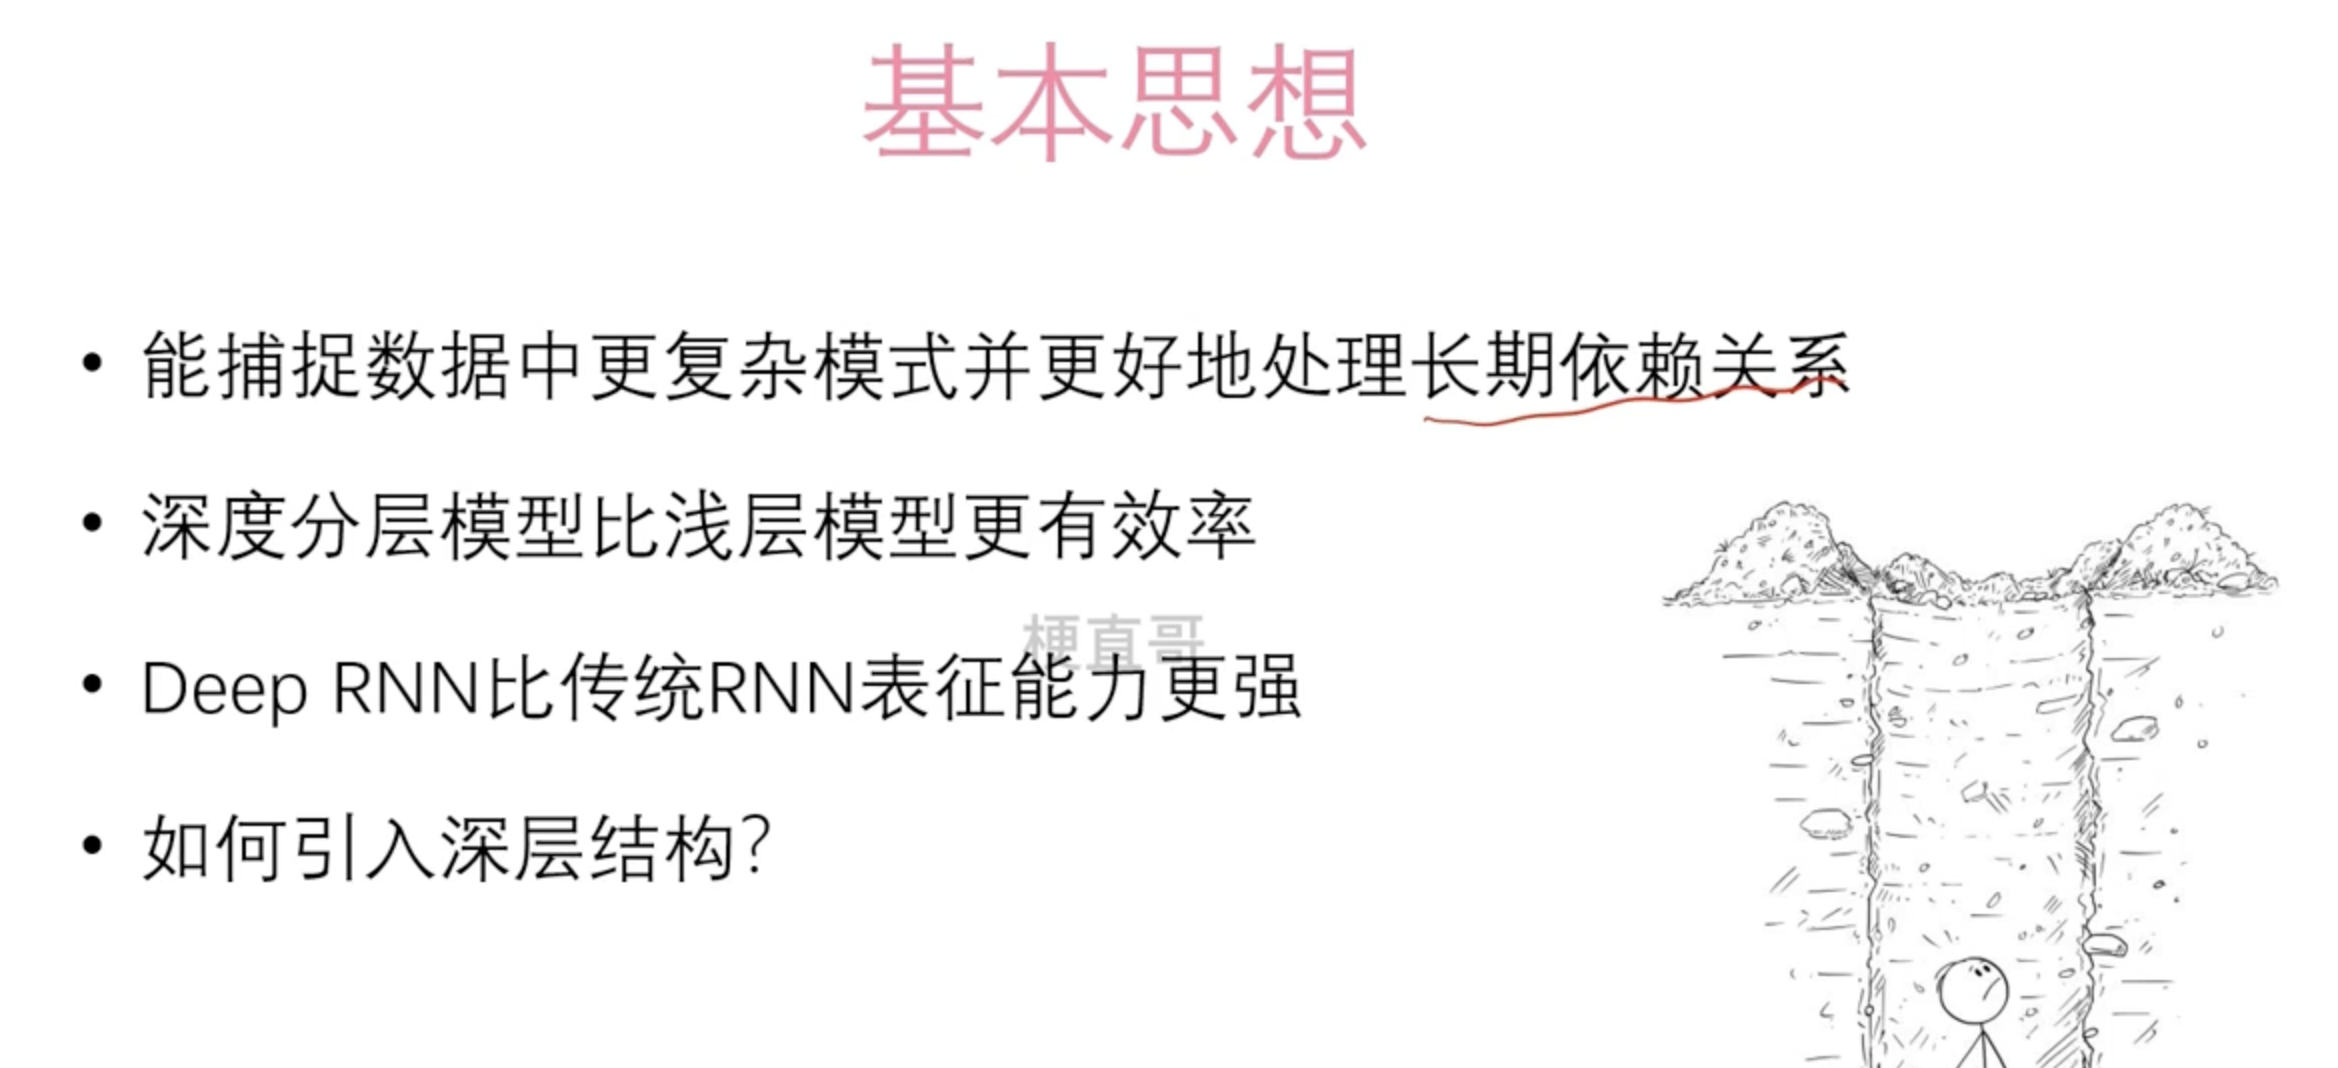 基本思想
• 能捕捉数据中更复杂模式并更好地处理长期依赖关系
• 深度分层模型比浅层模型更有效率
梗直哥
• Deep RNN比传统RNN表征能力更强
• 如何引入深层结构?